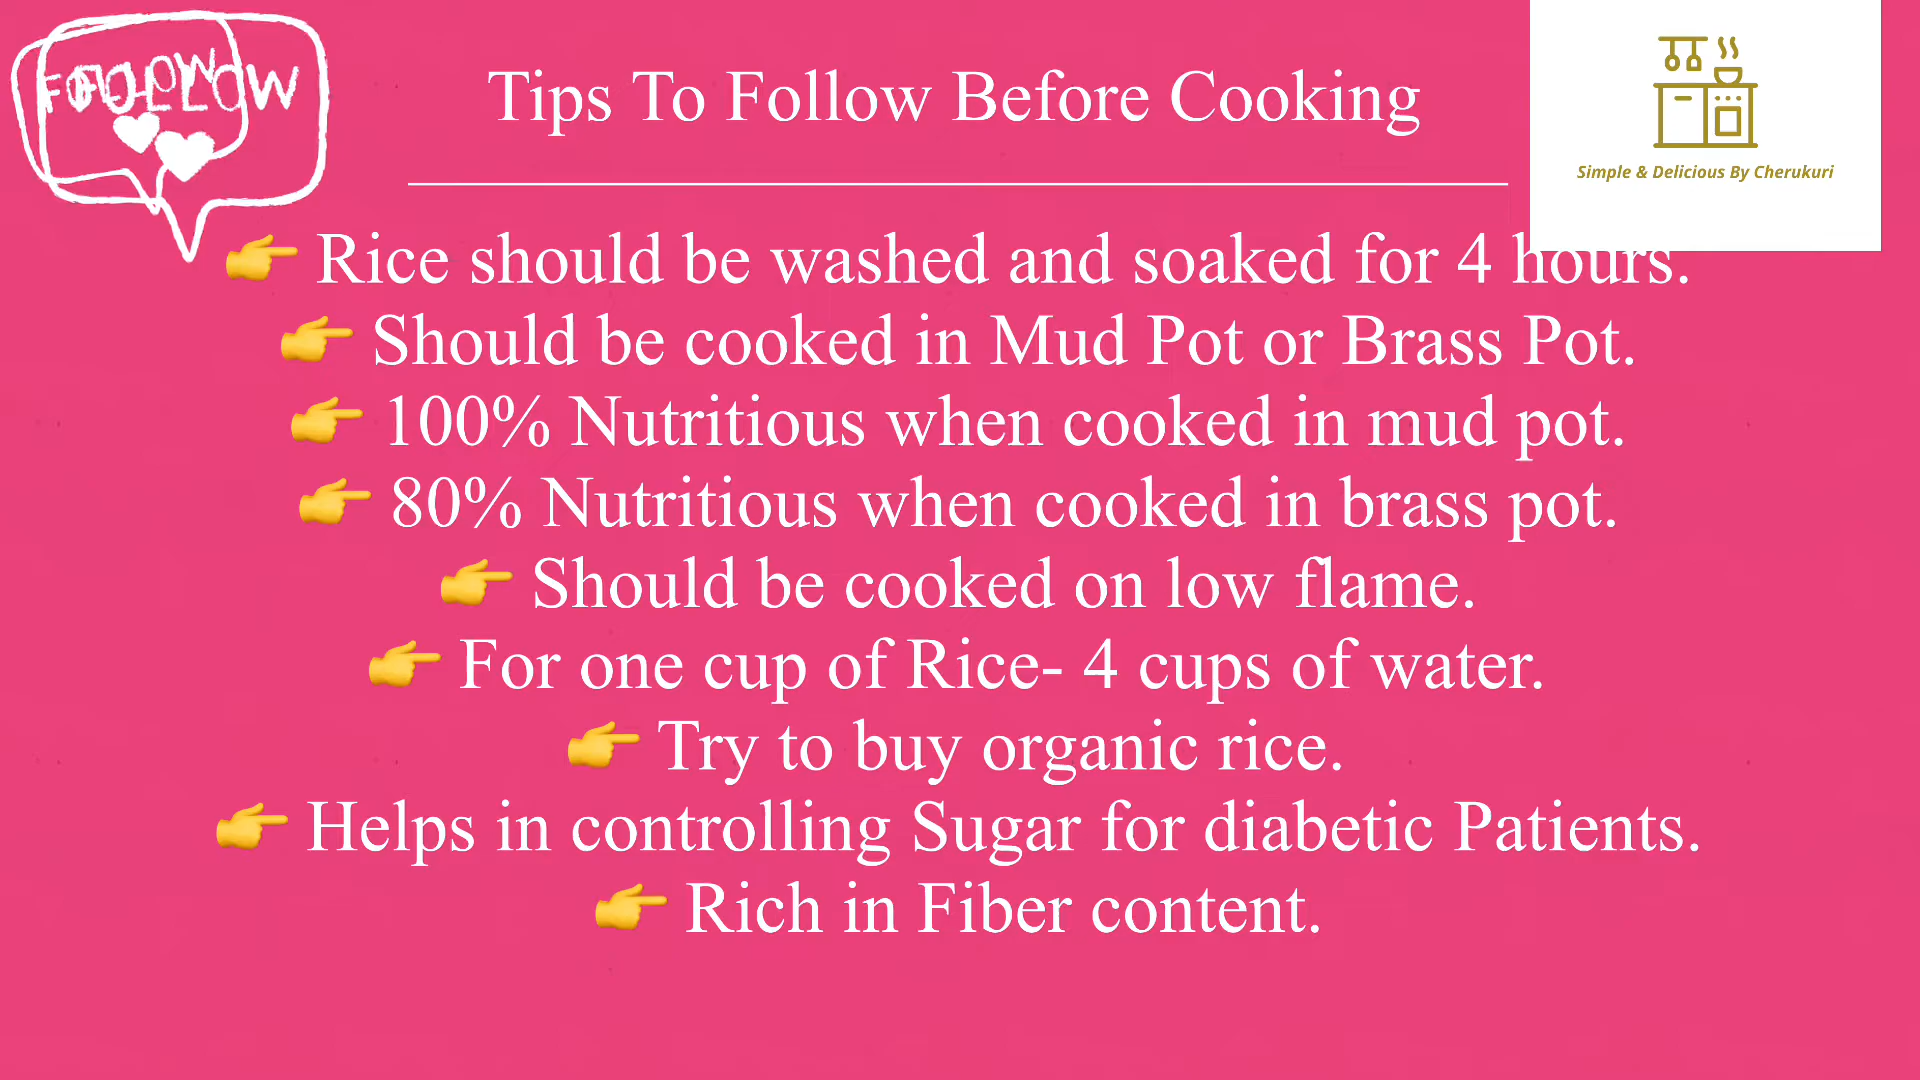 FOLLOW
FOLLOW
Tips To Follow Before Cooking
Simple & Delicious By Cherukuri
👉 Rice should be washed and soaked for 4 hours.
👉 Should be cooked in Mud Pot or Brass Pot.
👉 100% Nutritious when cooked in mud pot.
👉 80% Nutritious when cooked in brass pot.
👉 Should be cooked on low flame.
👉 For one cup of Rice- 4 cups of water.
👉 Try to buy organic rice.
👉 Helps in controlling Sugar for diabetic Patients.
👉 Rich in Fiber content.